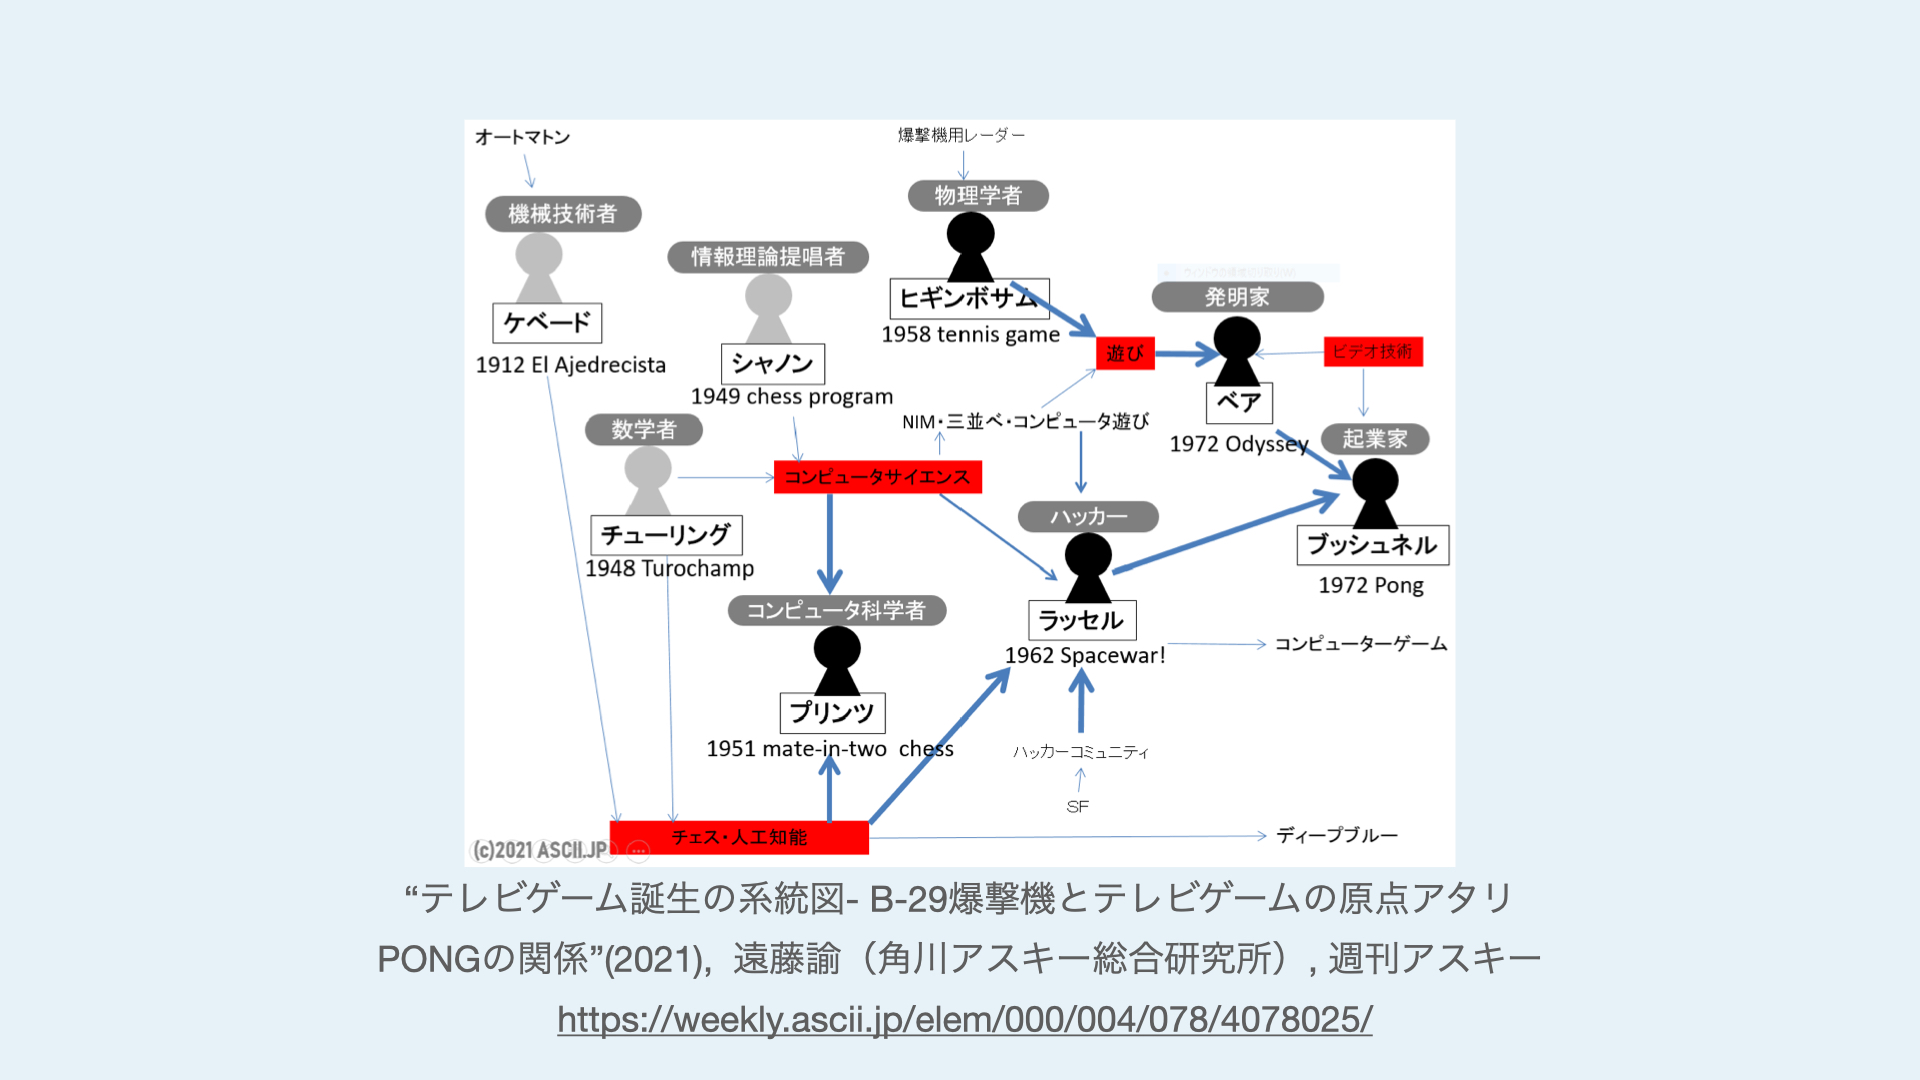 オートマトン
爆撃機用レーダー
機械技術者
物理学者
情報理論提唱者
発明家
ケベード
1912 El Ajedrecista
シャノン
1949 chess program
ヒギンボサム
1958 tennis game
遊び
ビデオ技術
ベア
1972 Odyssey
数学者
NIM・三並べ・コンピュータ遊び
起業家
コンピュータサイエンス
チューリング
1948 Turochamp
ハッカー
ブッシュネル
1972 Pong
コンピュータ科学者
ラッセル
1962 Spacewar!
コンピューターゲーム
プリンツ
1951 mate-in-two chess
ハッカーコミュニティ
SF
チェス・人工知能
ディープブルー
(c)2021 ASCII.JP
“テレビゲーム誕生の系統図- B-29爆撃機とテレビゲームの原点アタリ
PONGの関係”(2021), 遠藤諭（角川アスキー総合研究所）, 週刊アスキー
https://weekly.ascii.jp/elem/000/004/078/4078025/